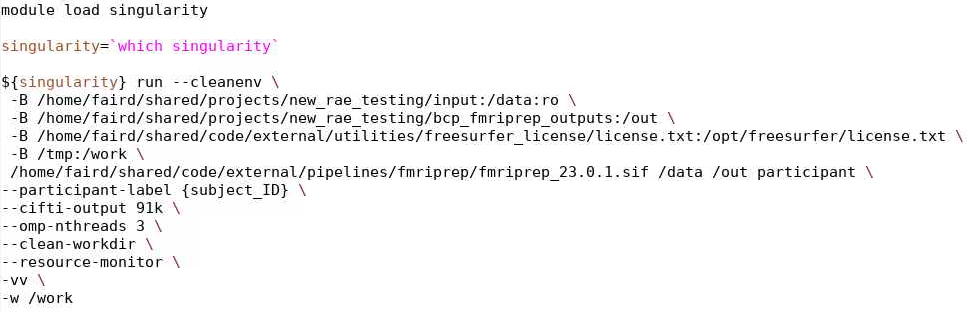 module load singularity
singularity=`which singularity`
${singularity} run --cleanenv \
-B /home/faird/shared/projects/new_rae_testing/input:/data:ro \
-B /home/faird/shared/projects/new_rae_testing/bcp_fmriprep_outputs:/out \
-B /home/faird/shared/code/external/utilities/freesurfer_license/license.txt:/opt/freesurfer/license.txt \
-B /tmp:/work \
/home/faird/shared/code/external/pipelines/fmriprep/fmriprep_23.0.1.sif /data /out participant \
--participant-label {subject_ID} \
--cifti-output 91k \
--omp-nthreads 3 \
--clean-workdir \
--resource-monitor \
-vv \
-w /work